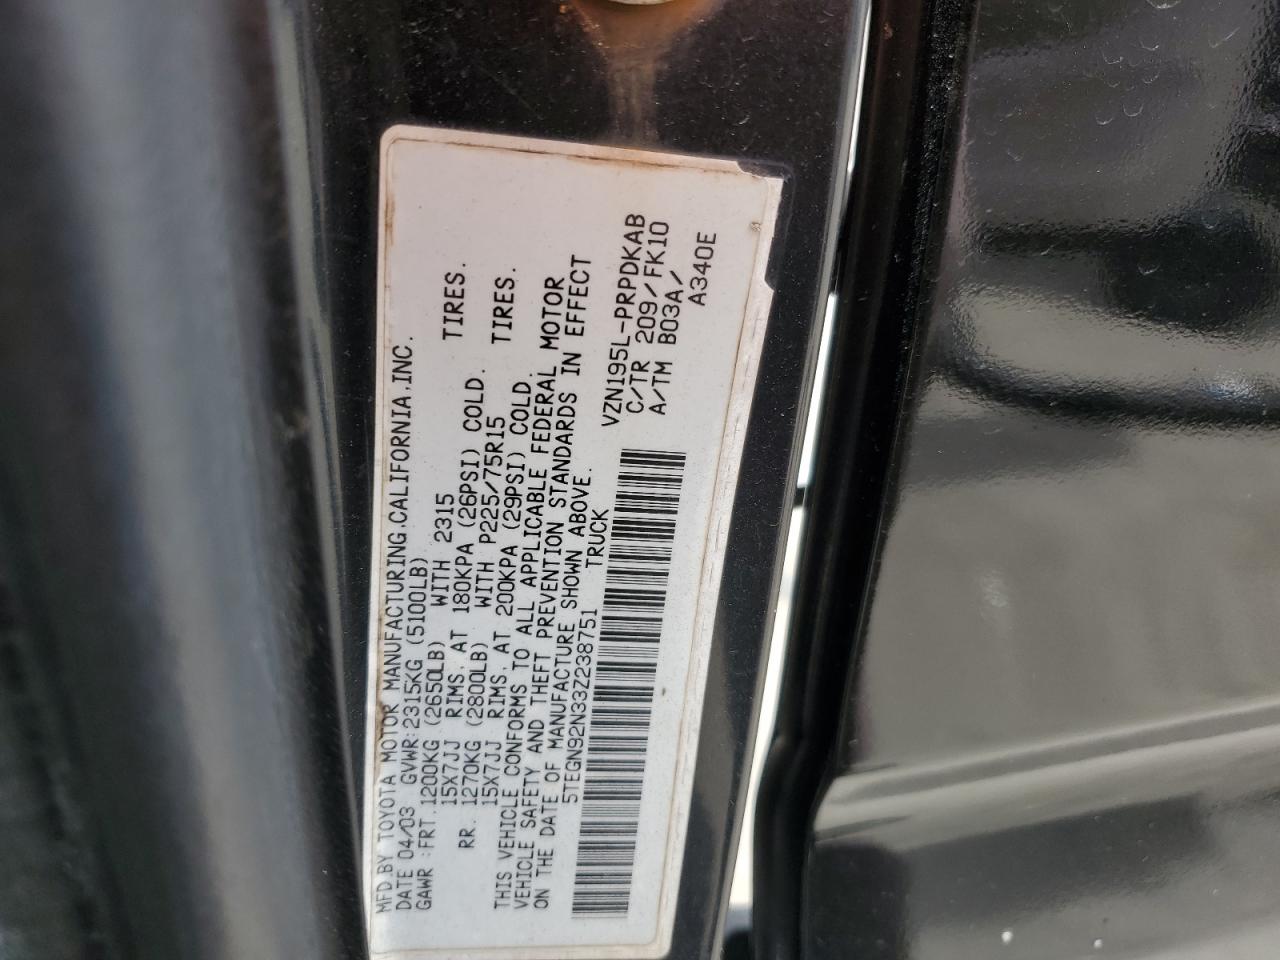 MFD.BY TOYOTA MOTOR MANUFACTURING.CALIFORNIA,INC.
DATE 04/03 GVWR:2315KG (5100LB)
GAWR :FRT.1200KG (2650LB) WITH 2315 TIRES.
15X7JJ RIMS, AT 180KPA (26PSI) COLD.
RR. 1270KG (2800LB) WITH P225/75R15 TIRES.
15X7JJ RIMS, AT 200KPA (29PSI) COLD.
THIS VEHICLE CONFORMS TO ALL APPLICABLE FEDERAL MOTOR
VEHICLE SAFETY AND THEFT PREVENTION STANDARDS IN EFFECT
ON THE DATE OF MANUFACTURE SHOWN ABOVE.
5TEGN92N33Z238751 TRUCK
VZN195L-PRPDKAB
C/TR 209/FK10
A/TM B03A/
A340E